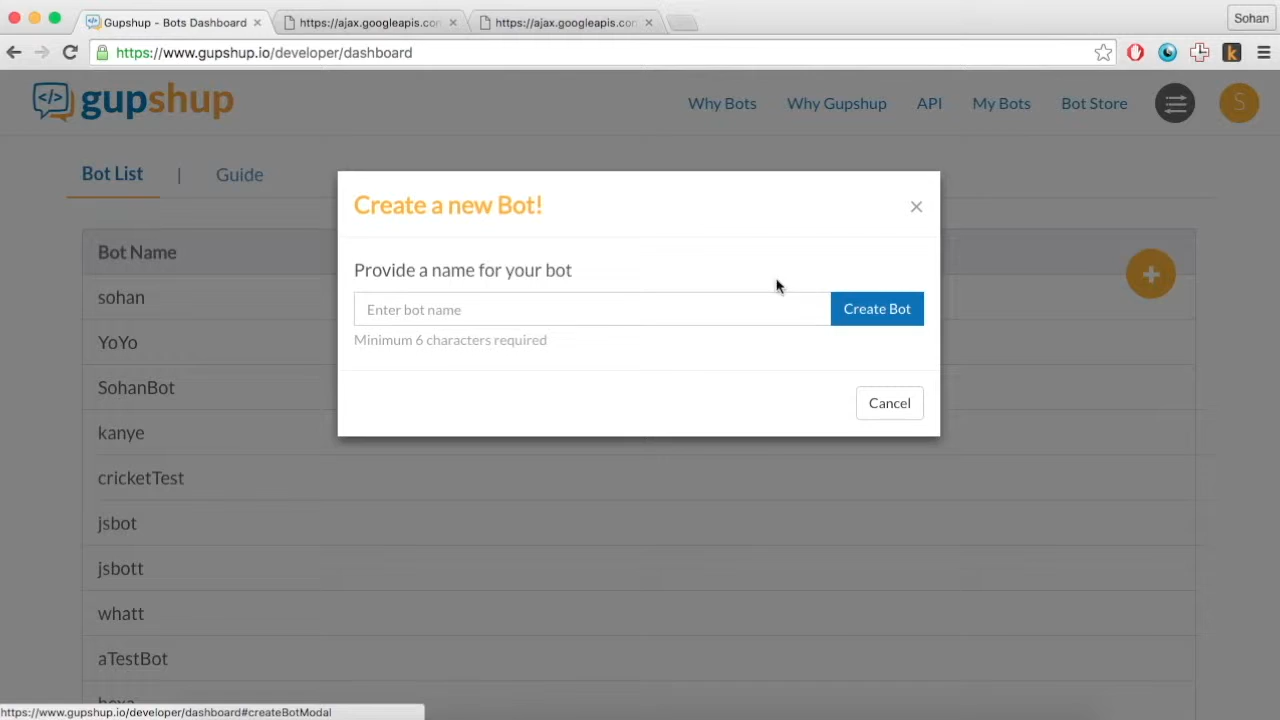 Gupshup - Bots Dashboard
https://ajax.googleapis.con
https://ajax.googleapis.con
Sohan
https://www.gupshup.io/developer/dashboard
k
</>
gupshup
Why Bots
Why Gupshup
API
My Bots
Bot Store
S
Bot List
|
Guide
Create a new Bot!
×
Provide a name for your bot
Enter bot name
Create Bot
Minimum 6 characters required
Cancel
Bot Name
sohan
YoYo
SohanBot
kanye
cricketTest
jsbot
jsbott
whatt
aTestBot
https://www.gupshup.io/developer/dashboard#createBotModal